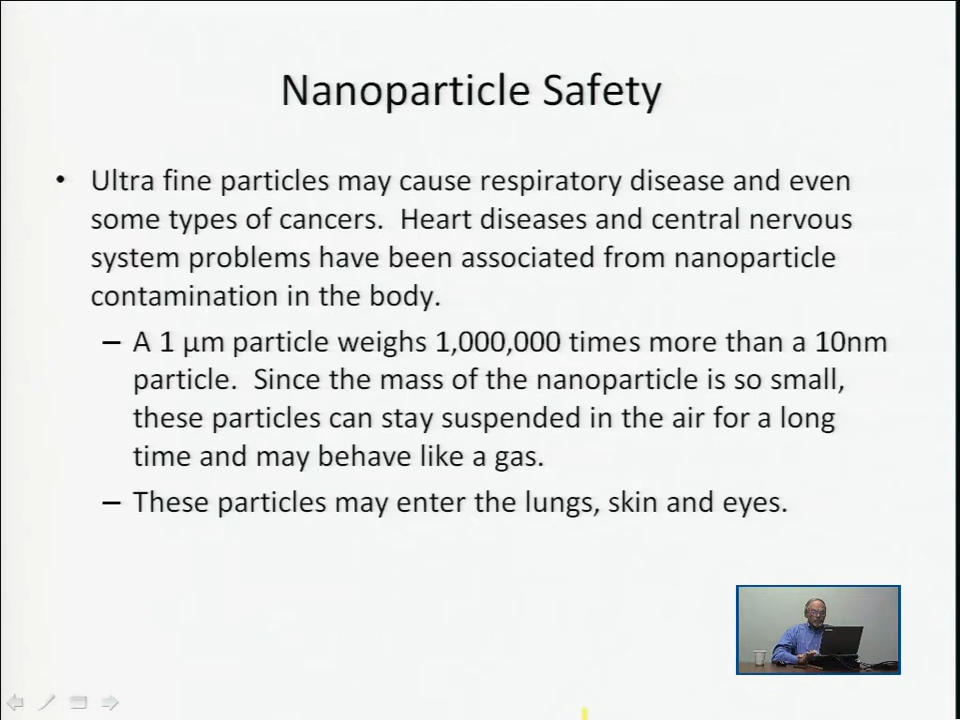 Nanoparticle Safety
• Ultra fine particles may cause respiratory disease and even
some types of cancers.  Heart diseases and central nervous
system problems have been associated from nanoparticle
contamination in the body.
– A 1 μm particle weighs 1,000,000 times more than a 10nm
particle.  Since the mass of the nanoparticle is so small,
these particles can stay suspended in the air for a long
time and may behave like a gas.
– These particles may enter the lungs, skin and eyes.